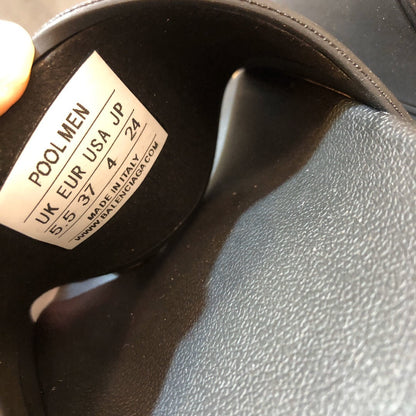 POOL MEN
UK EUR USA JP
5.5 37 4 24
MADE IN ITALY
WWW.BALENCIAGA.COM